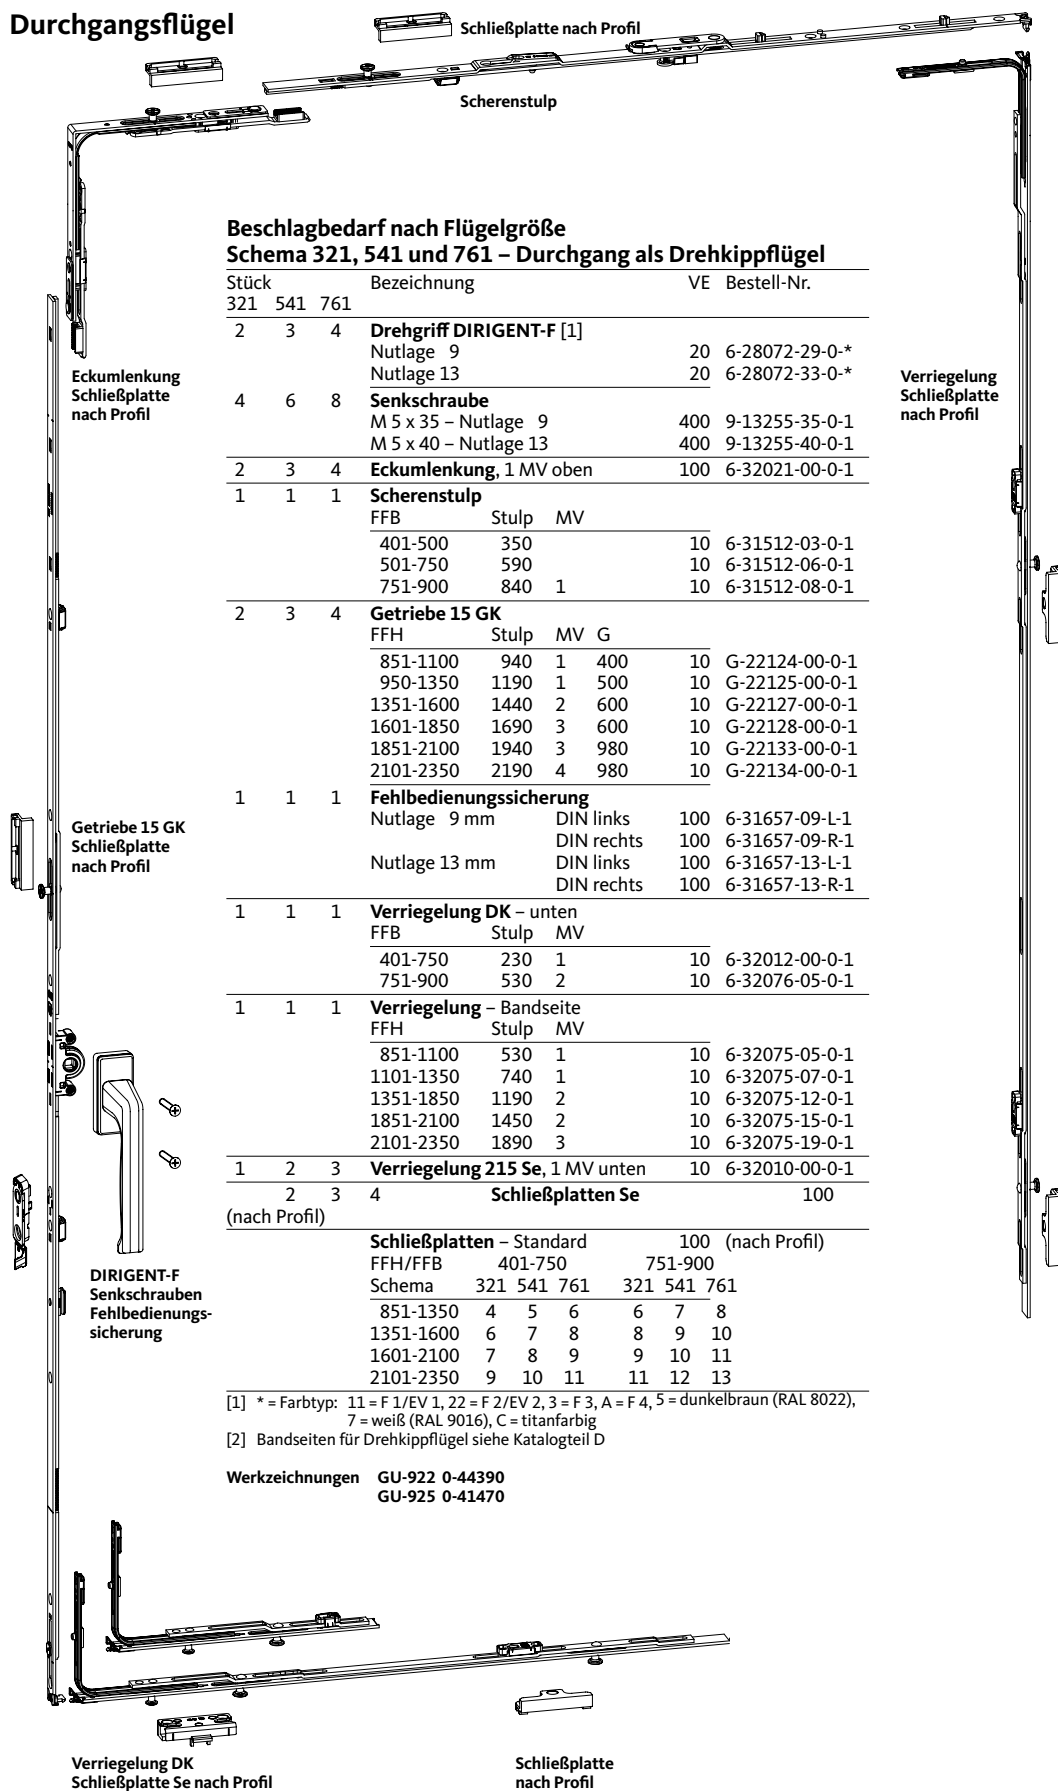 Durchgangsflügel
Schließplatte nach Profil
Scherenstulp
Eckumlenkung
Schließplatte
nach Profil
Verriegelung
Schließplatte
nach Profil
Beschlagbedarf nach Flügelgröße
Schema 321, 541 und 761 – Durchgang als Drehkippflügel
Stück Bezeichnung VE Bestell-Nr.
321 541 761
2 3 4 Drehgriff DIRIGENT-F [1]
Nutlage 9 20 6-28072-29-0-*
Nutlage 13 20 6-28072-33-0-*
4 6 8 Senkschraube
M 5 x 35 – Nutlage 9 400 9-13255-35-0-1
M 5 x 40 – Nutlage 13 400 9-13255-40-0-1
2 3 4 Eckumlenkung, 1 MV oben 100 6-32021-00-0-1
1 1 1 Scherenstulp
FFB Stulp MV
401-500 350 10 6-31512-03-0-1
501-750 590 10 6-31512-06-0-1
751-900 840 1 10 6-31512-08-0-1
2 3 4 Getriebe 15 GK
FFH Stulp MV G
851-1100 940 1 400 10 G-22124-00-0-1
950-1350 1190 1 500 10 G-22125-00-0-1
1351-1600 1440 2 600 10 G-22127-00-0-1
1601-1850 1690 3 600 10 G-22128-00-0-1
1851-2100 1940 3 980 10 G-22133-00-0-1
2101-2350 2190 4 980 10 G-22134-00-0-1
1 1 1 Fehlbedienungssicherung
Nutlage 9 mm DIN links 100 6-31657-09-L-1
DIN rechts 100 6-31657-09-R-1
Nutlage 13 mm DIN links 100 6-31657-13-L-1
DIN rechts 100 6-31657-13-R-1
Getriebe 15 GK
Schließplatte
nach Profil
1 1 1 Verriegelung DK – unten
FFB Stulp MV
401-750 230 1 10 6-32012-00-0-1
751-900 530 2 10 6-32076-05-0-1
1 1 1 Verriegelung – Bandseite
FFH Stulp MV
851-1100 530 1 10 6-32075-05-0-1
1101-1350 740 1 10 6-32075-07-0-1
1351-1850 1190 2 10 6-32075-12-0-1
1851-2100 1450 2 10 6-32075-15-0-1
2101-2350 1890 3 10 6-32075-19-0-1
1 2 3 Verriegelung 215 Se, 1 MV unten 10 6-32010-00-0-1
2 3 4 Schließplatten Se 100
(nach Profil)
Schließplatten – Standard 100 (nach Profil)
FFH/FFB 401-750 751-900
Schema 321 541 761 321 541 761
851-1350 4 5 6 6 7 8
1351-1600 6 7 8 8 9 10
1601-2100 7 8 9 9 10 11
2101-2350 9 10 11 11 12 13
DIRIGENT-F
Senkschrauben
Fehlbedienungs-
sicherung
[1] * = Farbtyp: 11 = F 1/EV 1, 22 = F 2/EV 2, 3 = F 3, A = F 4, 5 = dunkelbraun (RAL 8022),
7 = weiß (RAL 9016), C = titanfarbig
[2] Bandseiten für Drehkippflügel siehe Katalogteil D
Werkzeichnungen GU-922 0-44390
GU-925 0-41470
Verriegelung DK
Schließplatte Se nach Profil
Schließplatte
nach Profil